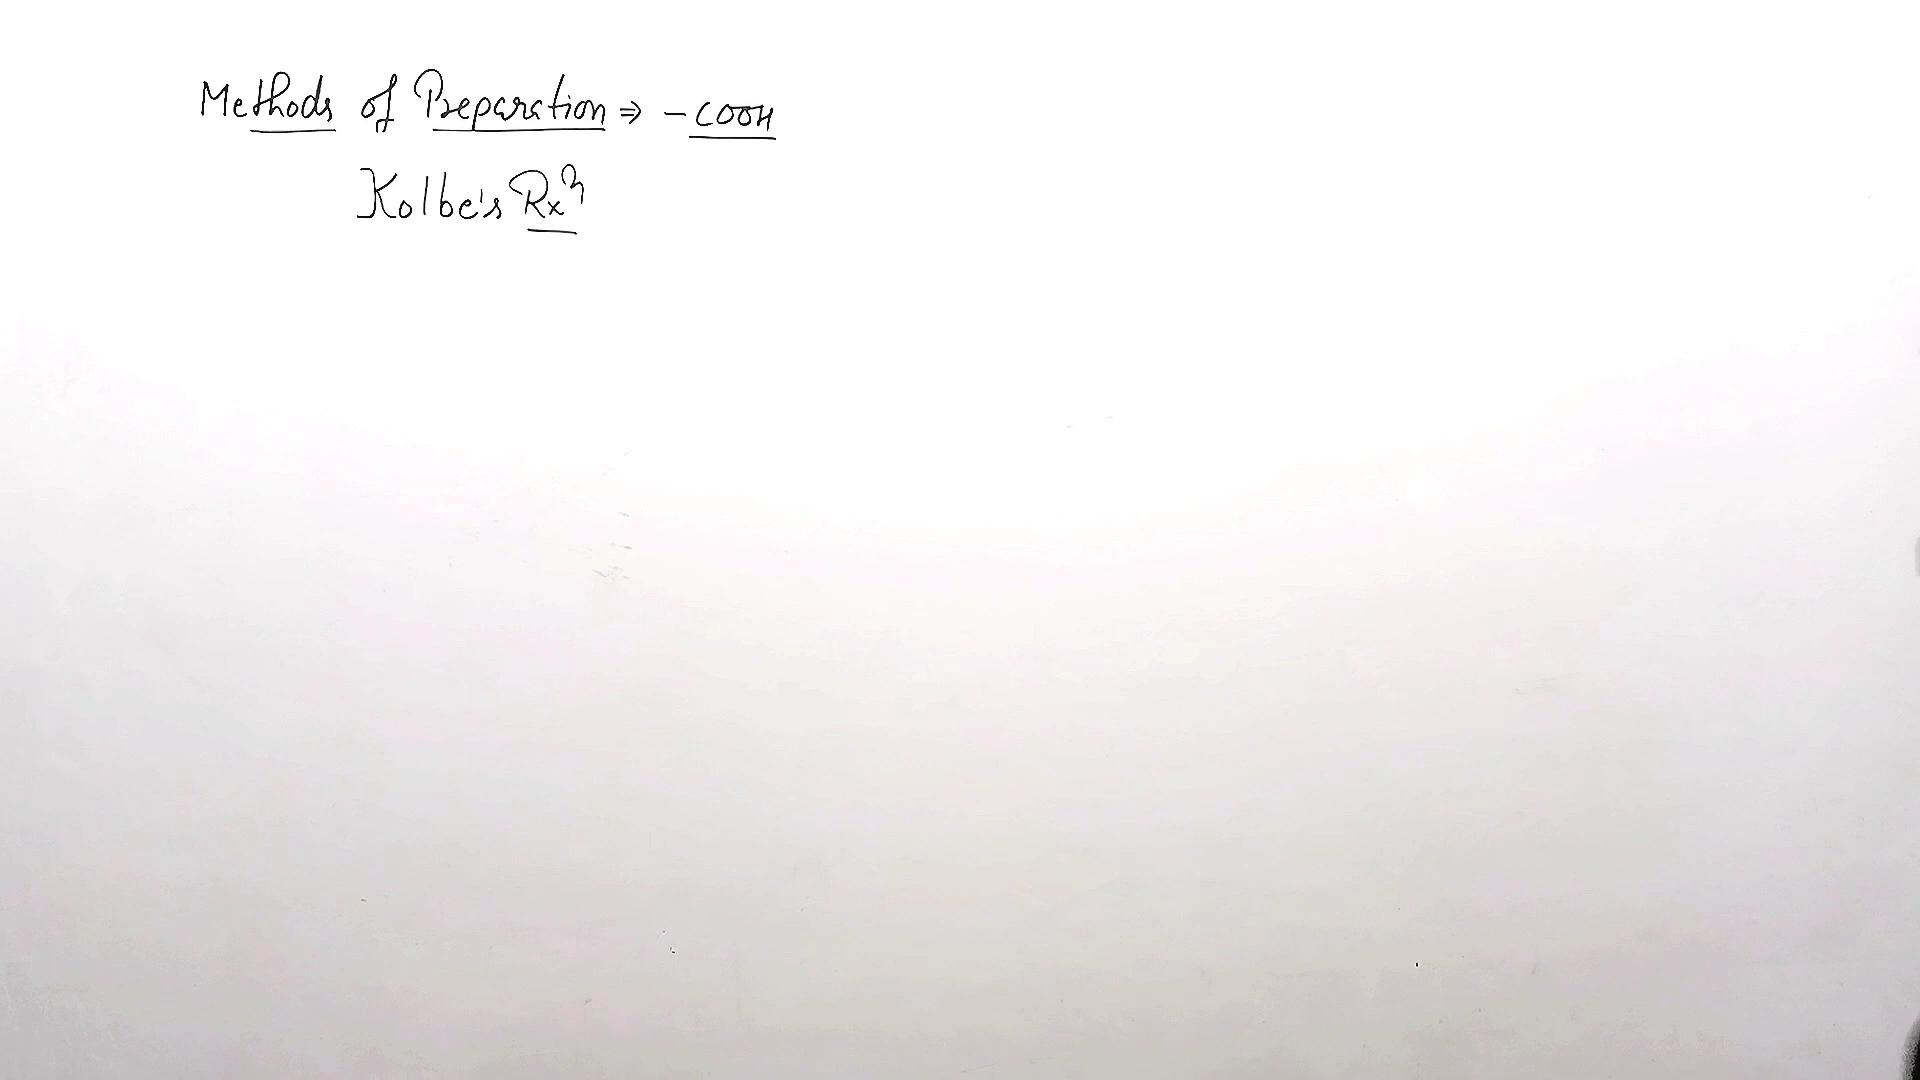 Methods of Preparation ⇒ -COOH
Kolbe's Rxⁿ